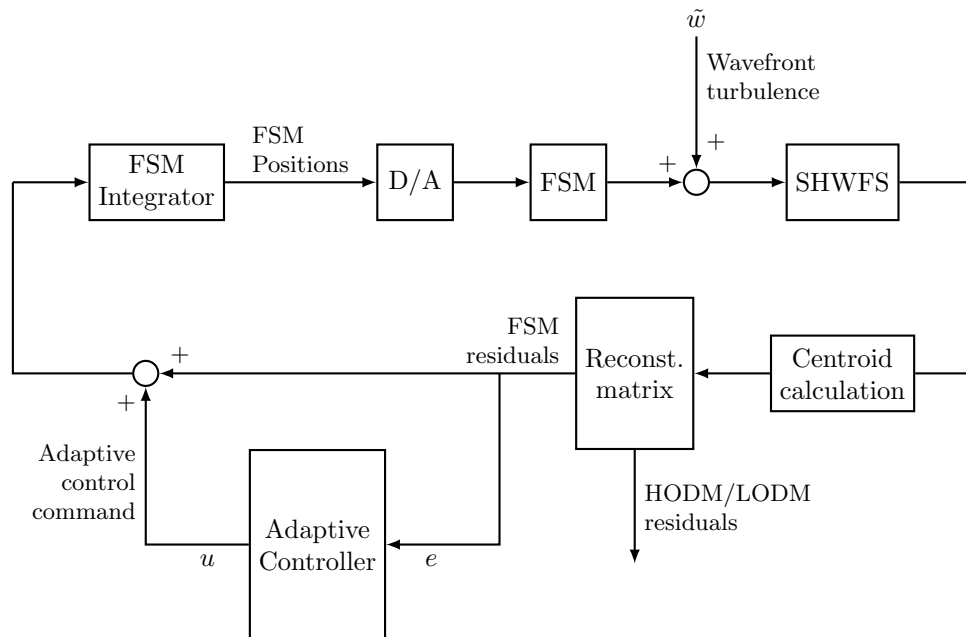 w̃
Wavefront
turbulence
+
+
FSM
Integrator
FSM
Positions
D/A
FSM
SHWFS
FSM
residuals
Reconst.
matrix
Centroid
calculation
+
+
Adaptive
control
command
HODM/LODM
residuals
Adaptive
Controller
u
e